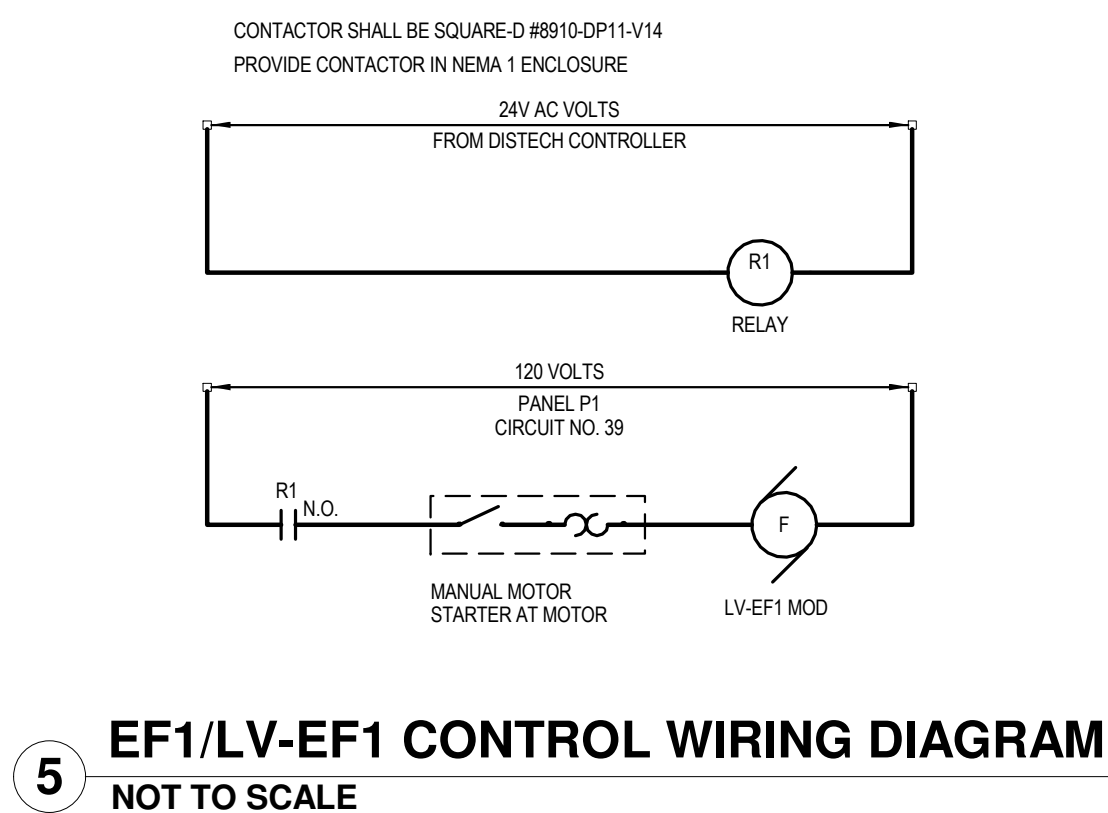 CONTACTOR SHALL BE SQUARE-D #8910-DP11-V14
PROVIDE CONTACTOR IN NEMA 1 ENCLOSURE
24V AC VOLTS
FROM DISTECH CONTROLLER
R1
RELAY
120 VOLTS
PANEL P1
CIRCUIT NO. 39
R1
N.O.
F
MANUAL MOTOR
STARTER AT MOTOR
LV-EF1 MOD
5
EF1/LV-EF1 CONTROL WIRING DIAGRAM
NOT TO SCALE